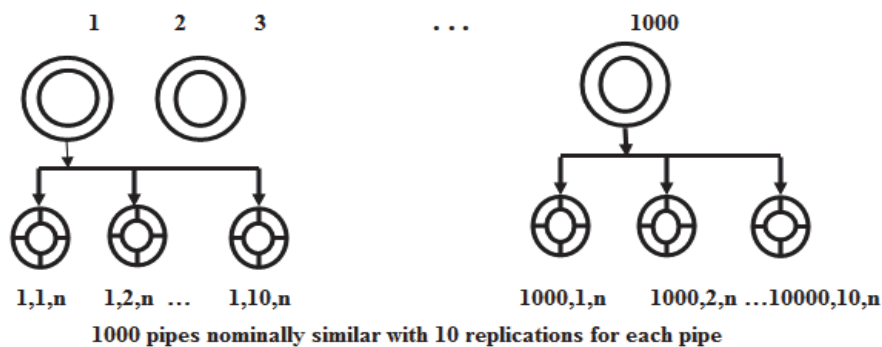 1 2 3 ... 1000
1,1,n 1,2,n ... 1,10,n 1000,1,n 1000,2,n ...10000,10,n
1000 pipes nominally similar with 10 replications for each pipe